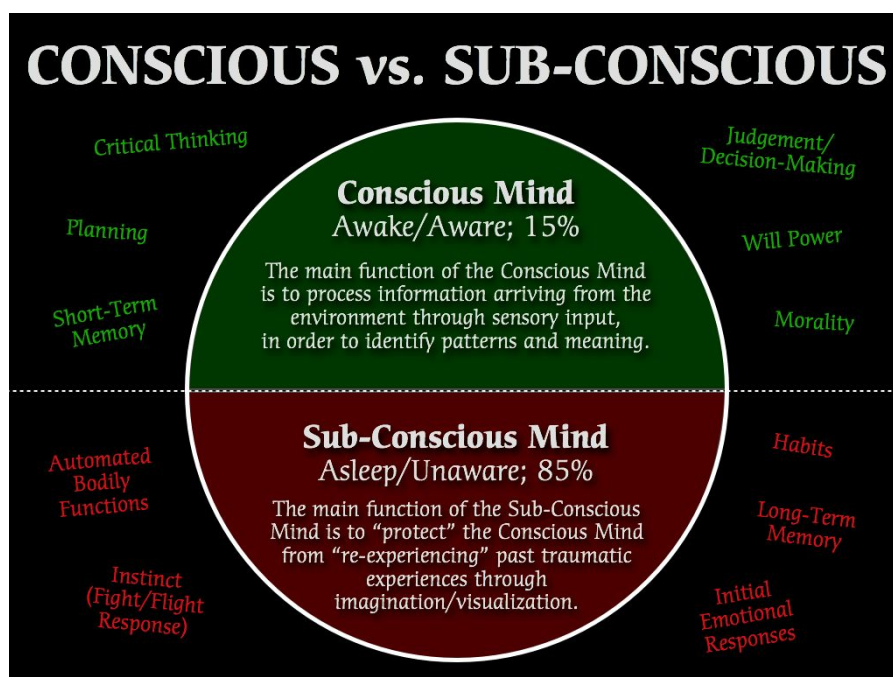 CONSCIOUS vs. SUB-CONSCIOUS
Critical Thinking
Planning
Short-Term
Memory
Conscious Mind
Awake/Aware; 15%
The main function of the Conscious Mind
is to process information arriving from the
environment through sensory input,
in order to identify patterns and meaning.
Judgement/
Decision-Making
Will Power
Morality
Automated
Bodily
Functions
Instinct
(Fight/Flight
Response)
Sub-Conscious Mind
Asleep/Unaware; 85%
The main function of the Sub-Conscious
Mind is to “protect” the Conscious Mind
from “re-experiencing” past traumatic
experiences through
imagination/visualization.
Habits
Long-Term
Memory
Initial
Emotional
Responses